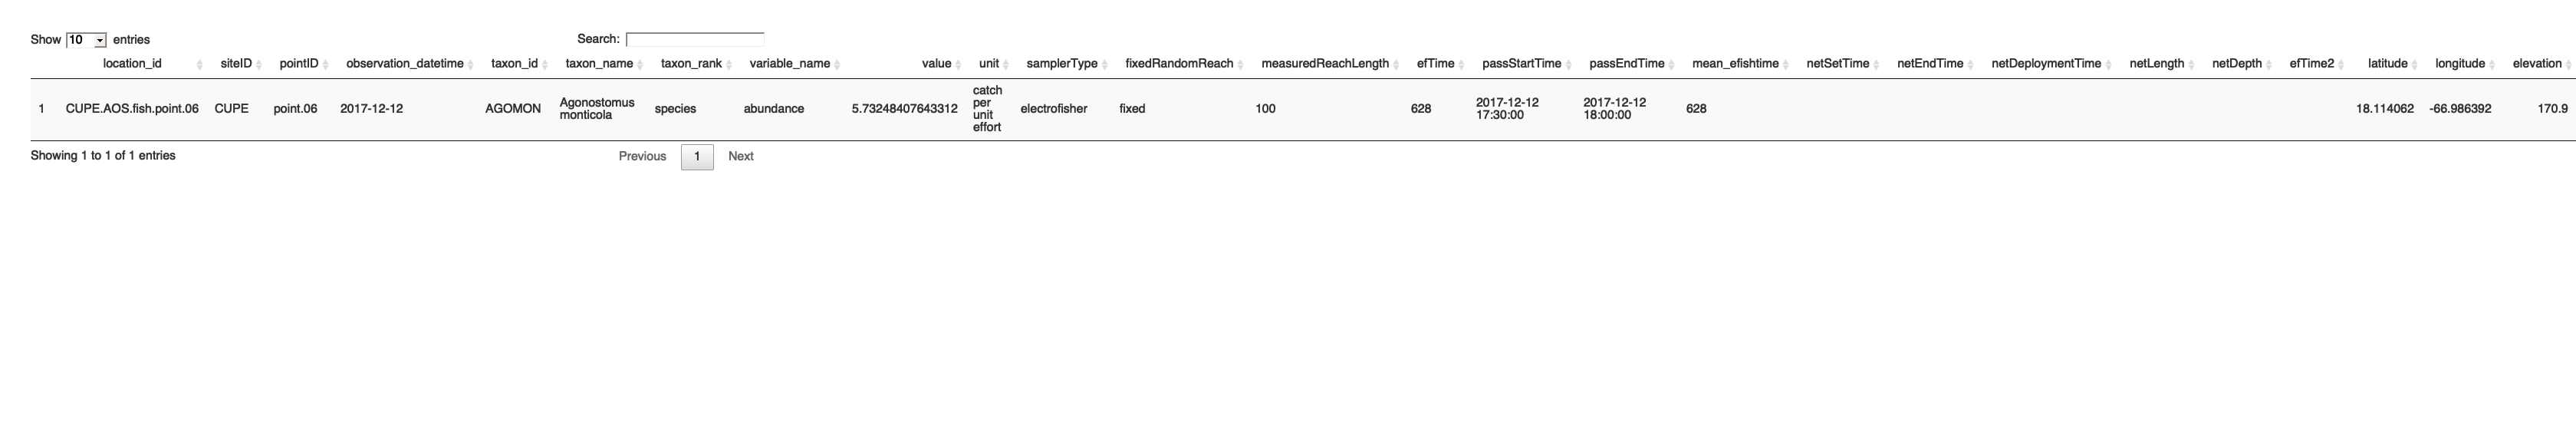 Show 10 entries Search:
location_id siteID pointID observation_datetime taxon_id taxon_name taxon_rank variable_name value unit samplerType fixedRandomReach measuredReachLength efTime passStartTime passEndTime mean_efishtime netSetTime netEndTime netDeploymentTime netLength netDepth efTime2 latitude longitude elevation
1 CUPE.AOS.fish.point.06 CUPE point.06 2017-12-12 AGOMON Agonostomus monticola species abundance 5.73248407643312 catch per unit effort electrofisher fixed 100 628 2017-12-12 17:30:00 2017-12-12 18:00:00 628 18.114062 -66.986392 170.9
Showing 1 to 1 of 1 entries Previous 1 Next